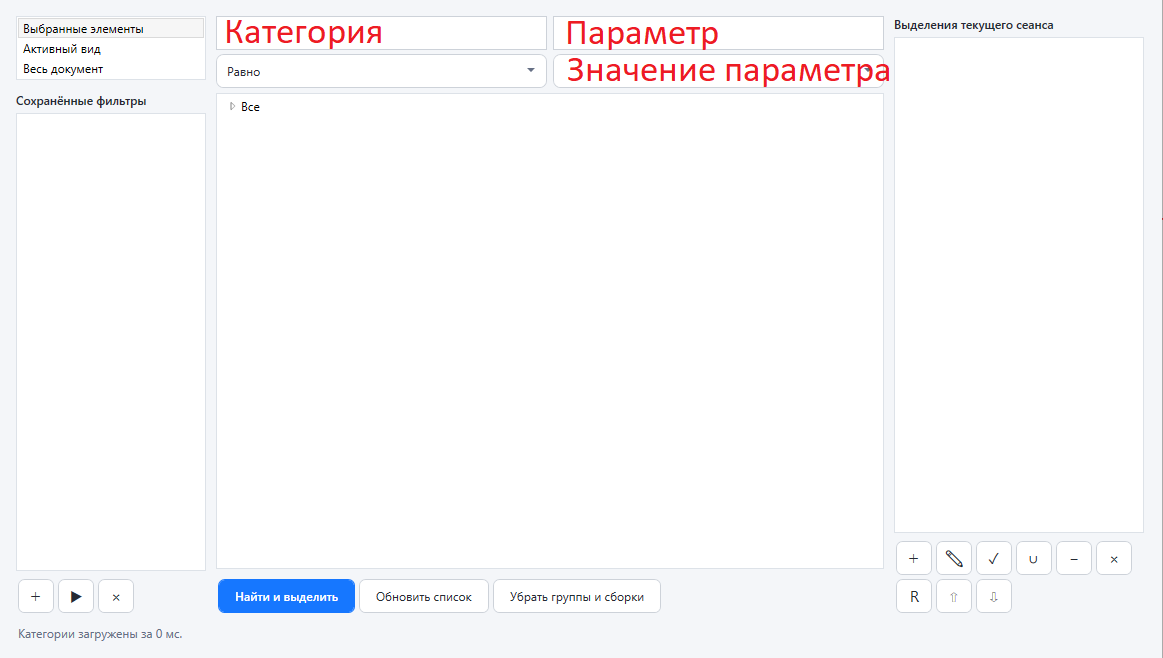 Выбранные элементы
Активный вид
Весь документ
Сохранённые фильтры
+ ▶ ×
Категории загружены за 0 мс.
Категория
Параметр
Равно
Значение параметра
Все
Найти и выделить
Обновить список
Убрать группы и сборки
Выделения текущего сеанса
+ ✓ ∪ − ×
R ⇧ ⇩